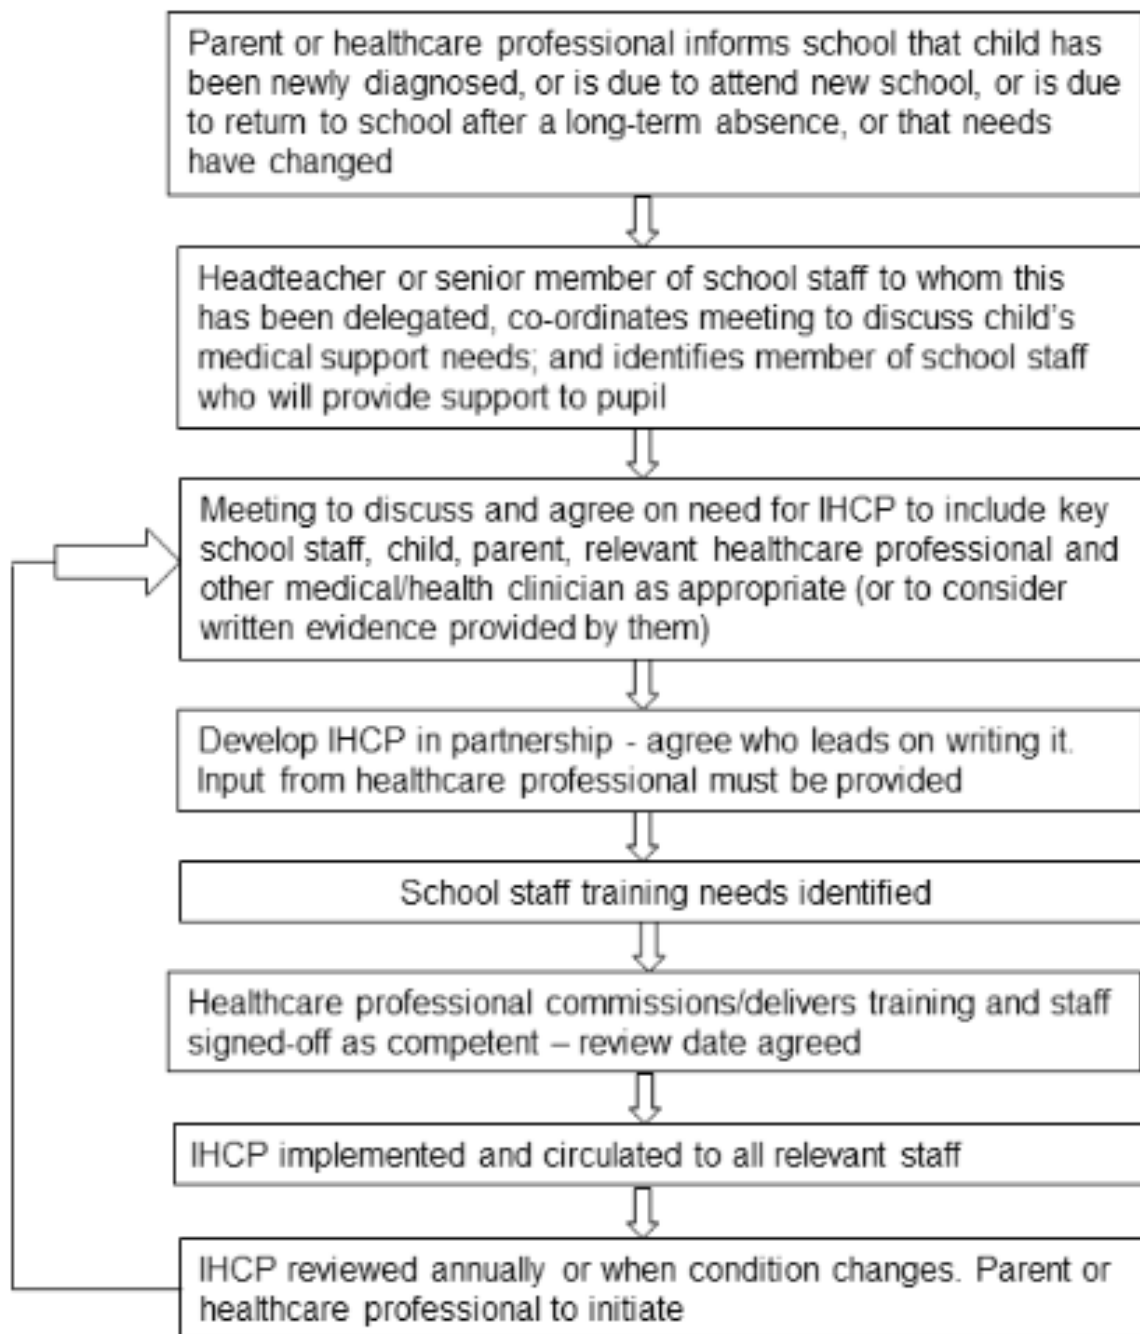 Parent or healthcare professional informs school that child has
been newly diagnosed, or is due to attend new school, or is due
to return to school after a long-term absence, or that needs
have changed
Headteacher or senior member of school staff to whom this
has been delegated, co-ordinates meeting to discuss child's
medical support needs; and identifies member of school staff
who will provide support to pupil
Meeting to discuss and agree on need for IHCP to include key
school staff, child, parent, relevant healthcare professional and
other medical/health clinician as appropriate (or to consider
written evidence provided by them)
Develop IHCP in partnership - agree who leads on writing it.
Input from healthcare professional must be provided
School staff training needs identified
Healthcare professional commissions/delivers training and staff
signed-off as competent – review date agreed
IHCP implemented and circulated to all relevant staff
IHCP reviewed annually or when condition changes. Parent or
healthcare professional to initiate